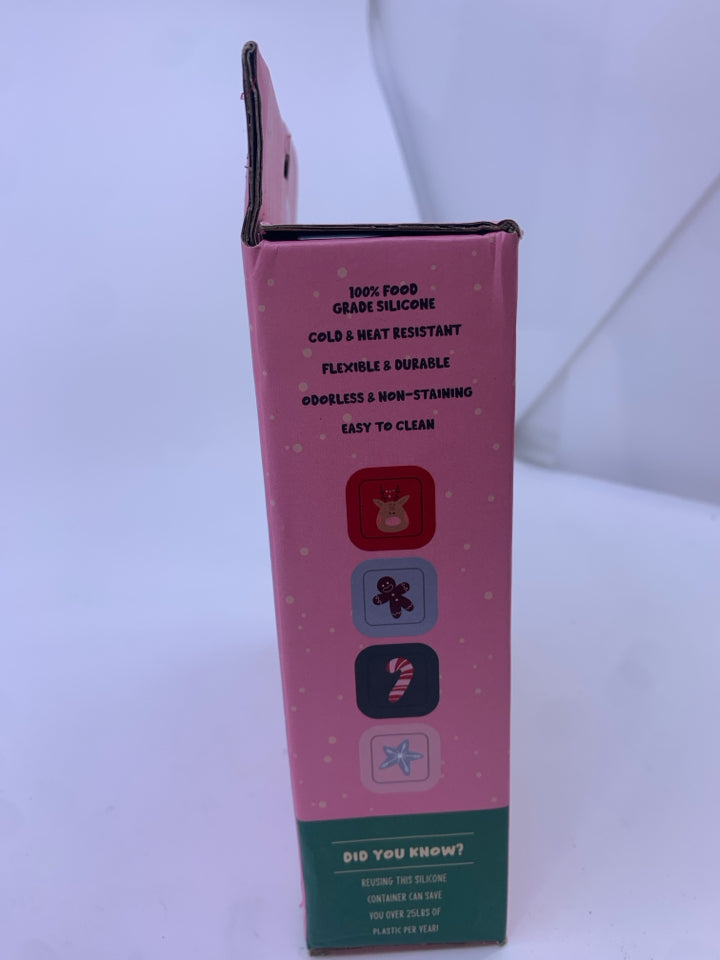 100% FOOD
GRADE SILICONE
COLD & HEAT RESISTANT
FLEXIBLE & DURABLE
ODORLESS & NON-STAINING
EASY TO CLEAN
DID YOU KNOW?
REUSING THIS SILICONE
CONTAINER CAN SAVE
YOU OVER 25LBS OF
PLASTIC PER YEAR!